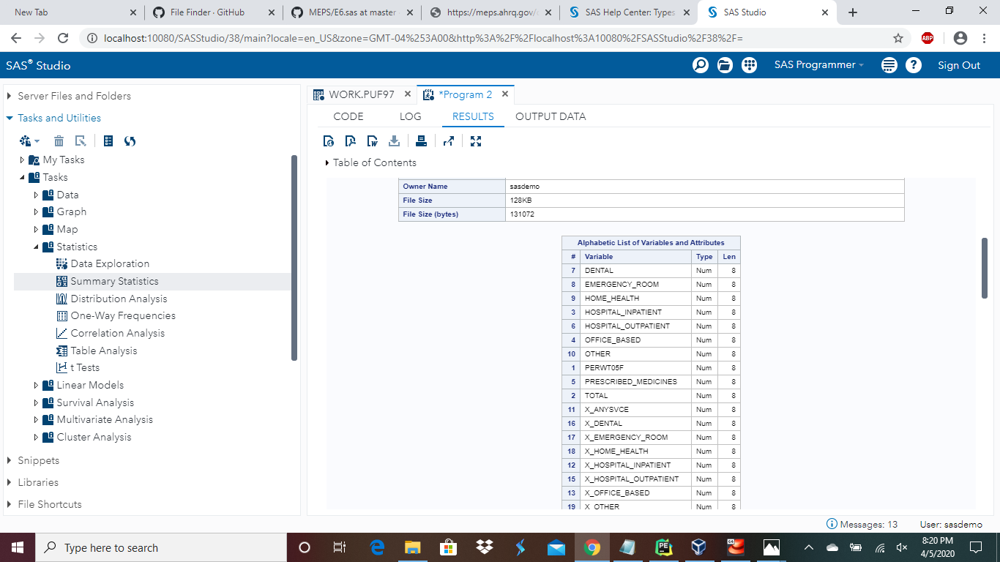 New Tab
File Finder · GitHub
MEPS/E6.sas at master
https://meps.ahrq.gov/
SAS Help Center: Types
SAS Studio
localhost:10080/SASStudio/38/main?locale=en_US&zone=GMT-04%253A00&http%3A%2F%2Flocalhost%3A10080%2FSASStudio%2F38%2F=
ABP
SAS® Studio
SAS Programmer
Sign Out
Server Files and Folders
Tasks and Utilities
My Tasks
Tasks
Data
Graph
Map
Statistics
Data Exploration
Summary Statistics
Distribution Analysis
One-Way Frequencies
Correlation Analysis
Table Analysis
t Tests
Linear Models
Survival Analysis
Multivariate Analysis
Cluster Analysis
Snippets
Libraries
File Shortcuts
WORK.PUF97
*Program 2
CODE LOG RESULTS OUTPUT DATA
Table of Contents
Owner Name sasdemo
File Size 128KB
File Size (bytes) 131072
Alphabetic List of Variables and Attributes
# Variable Type Len
7 DENTAL Num 8
8 EMERGENCY_ROOM Num 8
9 HOME_HEALTH Num 8
3 HOSPITAL_INPATIENT Num 8
6 HOSPITAL_OUTPATIENT Num 8
4 OFFICE_BASED Num 8
10 OTHER Num 8
1 PERWT05F Num 8
5 PRESCRIBED_MEDICINES Num 8
2 TOTAL Num 8
11 X_ANYSVCE Num 8
16 X_DENTAL Num 8
17 X_EMERGENCY_ROOM Num 8
18 X_HOME_HEALTH Num 8
12 X_HOSPITAL_INPATIENT Num 8
15 X_HOSPITAL_OUTPATIENT Num 8
13 X_OFFICE_BASED Num 8
19 X_OTHER Num 8
Messages: 13
User: sasdemo
Type here to search
8:20 PM
4/5/2020